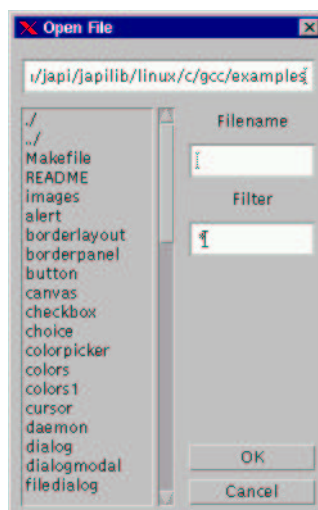 Open File
ı/japi/japilib/linux/c/gcc/examples
./
../
Makefile
README
images
alert
borderlayout
borderpanel
button
canvas
checkbox
choice
colorpicker
colors
colors1
cursor
daemon
dialog
dialogmodal
filedialog
Filename
Filter
OK
Cancel